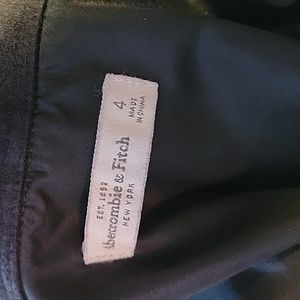 EST. 1892
Abercrombie & Fitch
NEW YORK
4
MADE
IN CHINA